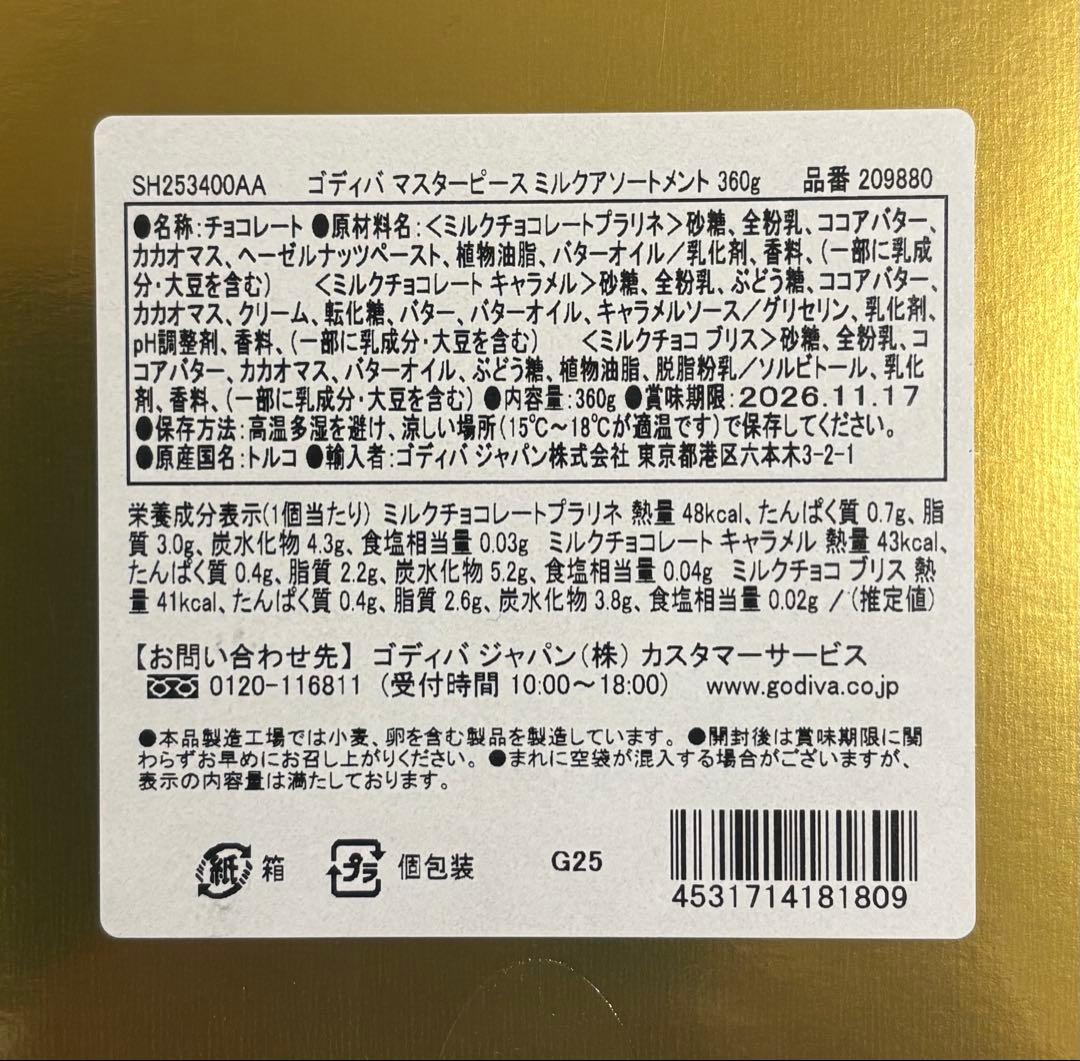 SH253400AA ゴディバ マスターピース ミルクアソートメント 360g 品番 209880
●名称:チョコレート ●原材料名:<ミルクチョコレートプラリネ>砂糖、全粉乳、ココアバター、
カカオマス、ヘーゼルナッツペースト、植物油脂、バターオイル/乳化剤、香料、(一部に乳成
分・大豆を含む) <ミルクチョコレート キャラメル>砂糖、全粉乳、ぶどう糖、ココアバター、
カカオマス、クリーム、転化糖、バター、バターオイル、キャラメルソース/グリセリン、乳化剤、
pH調整剤、香料、(一部に乳成分・大豆を含む) <ミルクチョコ ブリス>砂糖、全粉乳、コ
コアバター、カカオマス、バターオイル、ぶどう糖、植物油脂、脱脂粉乳/ソルビトール、乳化
剤、香料、(一部に乳成分・大豆を含む) ●内容量:360g ●賞味期限:2026.11.17
●保存方法:高温多湿を避け、涼しい場所(15℃~18℃が適温です)で保存してください。
●原産国名:トルコ ●輸入者:ゴディバ ジャパン株式会社 東京都港区六本木3-2-1
栄養成分表示(1個当たり) ミルクチョコレートプラリネ 熱量 48kcal、たんぱく質 0.7g、脂
質 3.0g、炭水化物 4.3g、食塩相当量 0.03g ミルクチョコレート キャラメル 熱量 43kcal、
たんぱく質 0.4g、脂質 2.2g、炭水化物 5.2g、食塩相当量 0.04g ミルクチョコ ブリス 熱
量 41kcal、たんぱく質 0.4g、脂質 2.6g、炭水化物 3.8g、食塩相当量 0.02g /(推定値)
【お問い合わせ先】 ゴディバ ジャパン(株) カスタマーサービス
0120-116811 (受付時間 10:00~18:00) www.godiva.co.jp
●本品製造工場では小麦、卵を含む製品を製造しています。●開封後は賞味期限に関
わらずお早めにお召し上がりください。●まれに空袋が混入する場合がございますが、
表示の内容量は満たしております。
紙 箱 プラ 個包装 G25
4531714181809